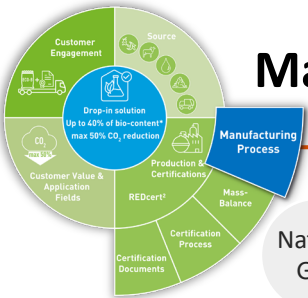 Customer
Engagement
Source
Ma
Drop-in solution
Up to 40% of bio-content*
max 50% CO₂ reduction
Manufacturing
Process
CO₂
max 50%
Customer Value &
Application
Fields
Production &
Certifications
REDcert²
Mass-
Balance
Certification
Process
Certification
Documents
Nat
G